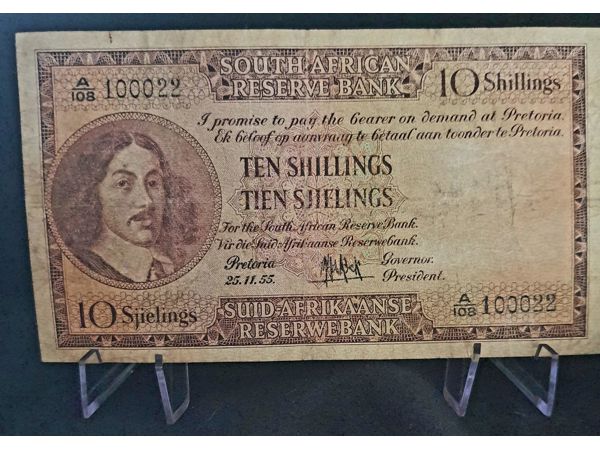 SOUTH AFRICAN
RESERVE BANK
A/108 100022
10 Shillings
I promise to pay the bearer on demand at Pretoria.
Ek beloof op aanvraag te betaal aan toonder te Pretoria.
TEN SHILLINGS
TIEN SJIELINGS
For the South African Reserve Bank.
Vir die Suid-Afrikaanse Reserwebank.
Pretoria
Governor.
25.11.55.
President.
A/108 100022
10 Sjielings
SUID-AFRIKAANSE
RESERWEBANK